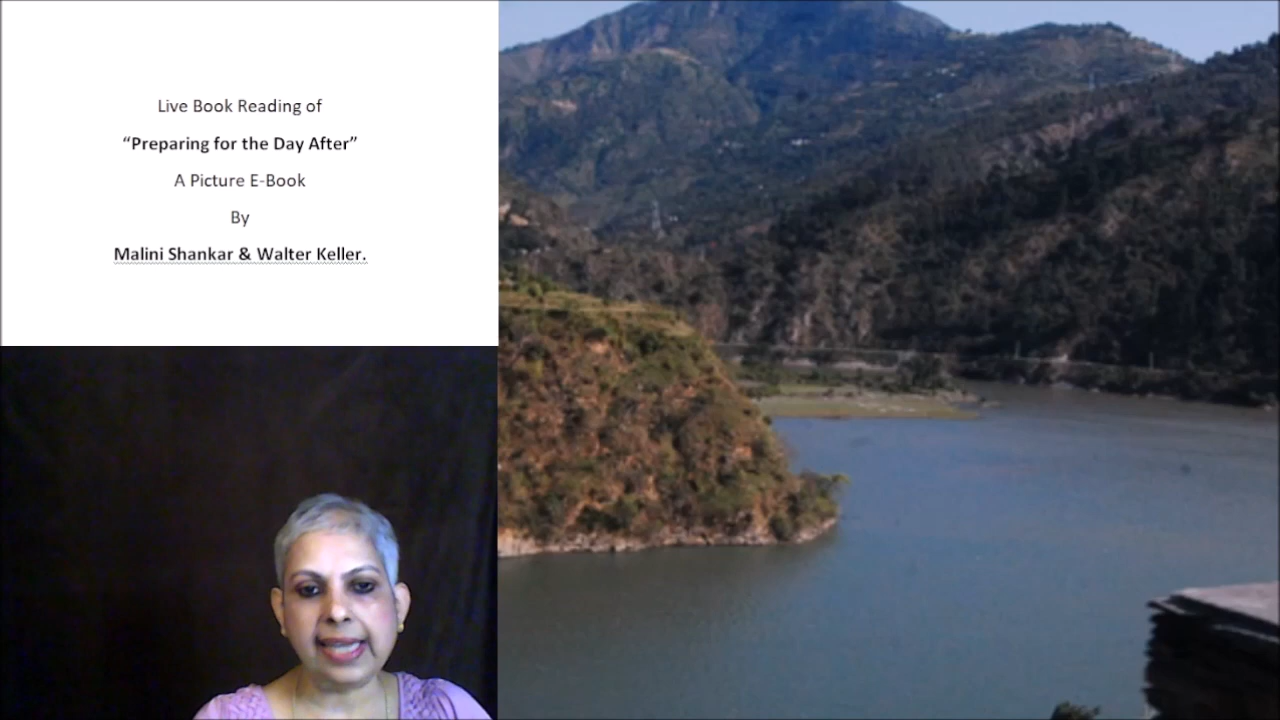 Live Book Reading of
“Preparing for the Day After”
A Picture E-Book
By
Malini Shankar & Walter Keller.